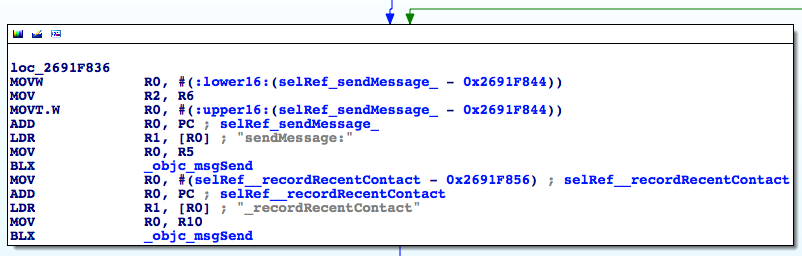 loc_2691F836
MOVW R0, #(:lower16:(selRef_sendMessage_ - 0x2691F844))
MOV R2, R6
MOVT.W R0, #(:upper16:(selRef_sendMessage_ - 0x2691F844))
ADD R0, PC ; selRef_sendMessage_
LDR R1, [R0] ; "sendMessage:"
MOV R0, R5
BLX _objc_msgSend
MOV R0, #(selRef__recordRecentContact - 0x2691F856) ; selRef__recordRecentContact
ADD R0, PC ; selRef__recordRecentContact
LDR R1, [R0] ; "_recordRecentContact"
MOV R0, R10
BLX _objc_msgSend